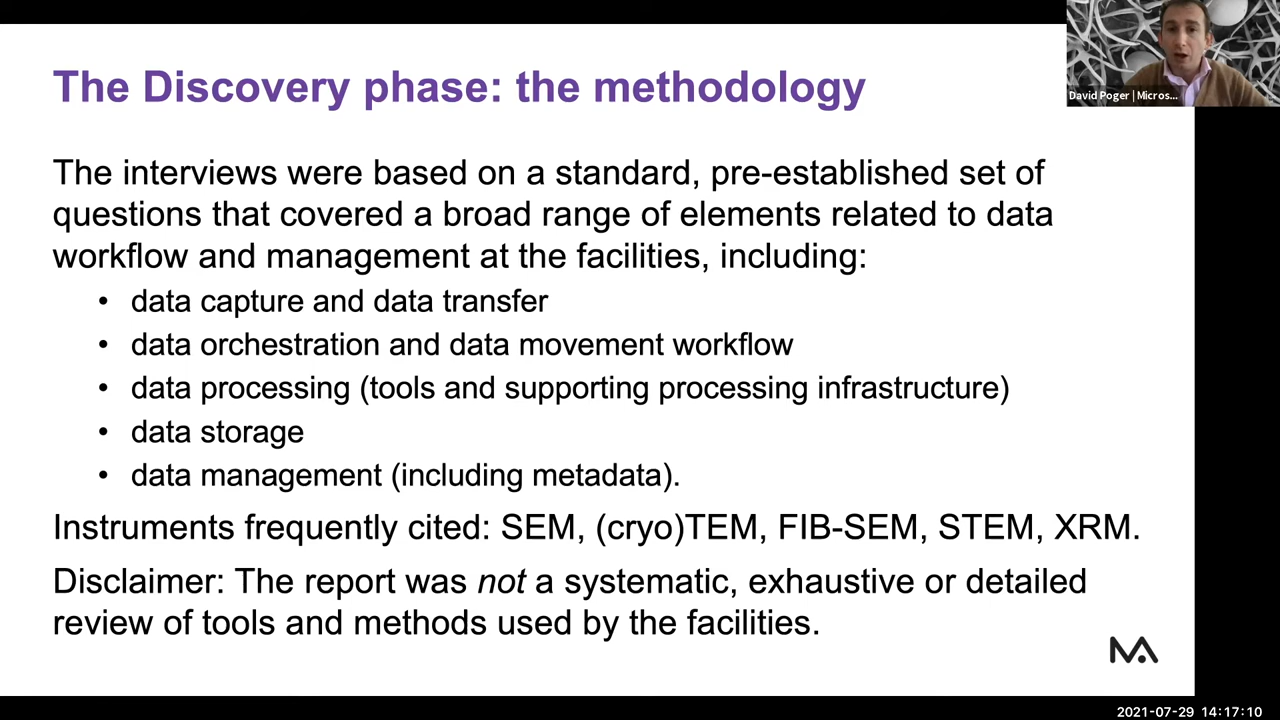 The Discovery phase: the methodology
David Poger | Micros...
The interviews were based on a standard, pre-established set of
questions that covered a broad range of elements related to data
workflow and management at the facilities, including:
• data capture and data transfer
• data orchestration and data movement workflow
• data processing (tools and supporting processing infrastructure)
• data storage
• data management (including metadata).
Instruments frequently cited: SEM, (cryo)TEM, FIB-SEM, STEM, XRM.
Disclaimer: The report was not a systematic, exhaustive or detailed
review of tools and methods used by the facilities.
2021-07-29 14:17:10